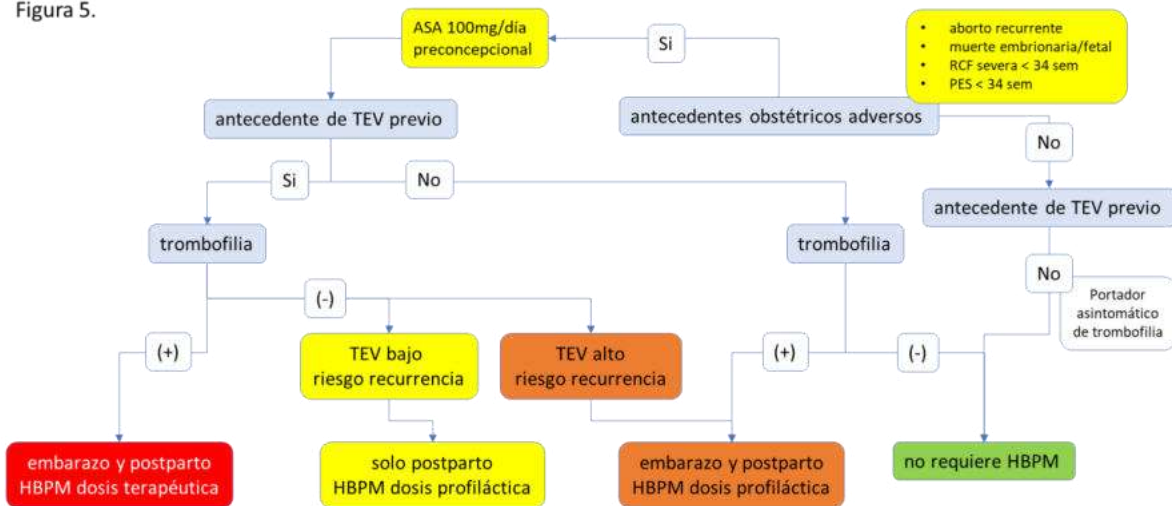 Figura 5.
ASA 100mg/día
preconcepcional
Si
• aborto recurrente
• muerte embrionaria/fetal
• RCF severa < 34 sem
• PES < 34 sem
antecedente de TEV previo
antecedentes obstétricos adversos
No
Si
No
antecedente de TEV previo
trombofilia
trombofilia
No
Portador
asintomático
de trombofilia
(-)
(+)
TEV bajo
riesgo recurrencia
TEV alto
riesgo recurrencia
(+)
(-)
embarazo y postparto
HBPM dosis terapéutica
solo postparto
HBPM dosis profiláctica
embarazo y postparto
HBPM dosis profiláctica
no requiere HBPM